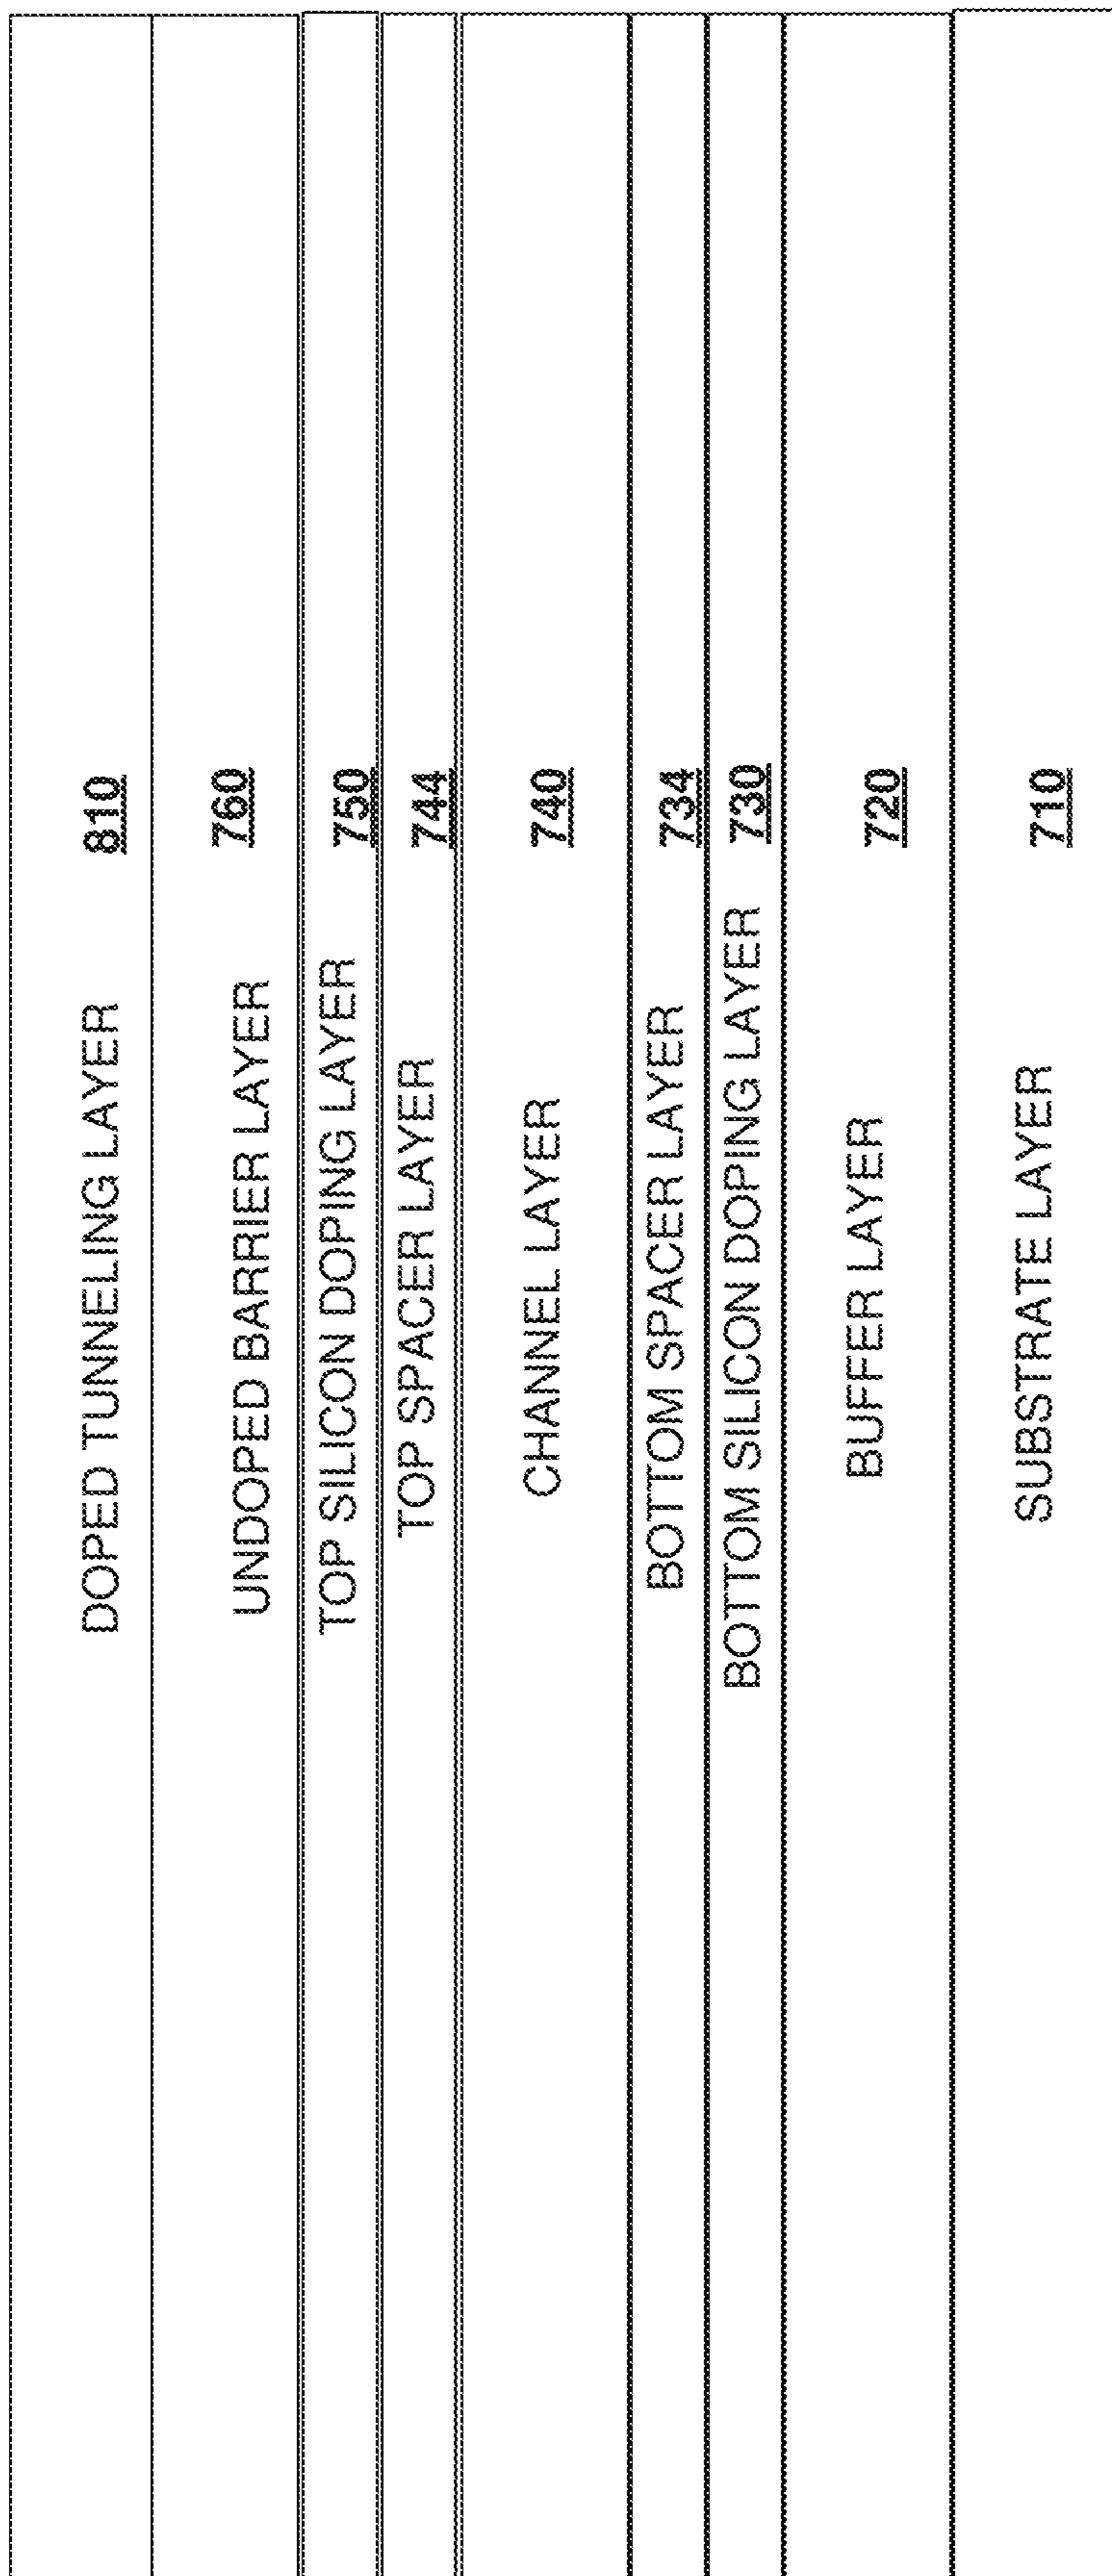 DOPED TUNNELING LAYER 810
UNDOPED BARRIER LAYER 760
TOP SILICON DOPING LAYER 750
TOP SPACER LAYER 744
CHANNEL LAYER 740
BOTTOM SPACER LAYER 734
BOTTOM SILICON DOPING LAYER 730
BUFFER LAYER 720
SUBSTRATE LAYER 710